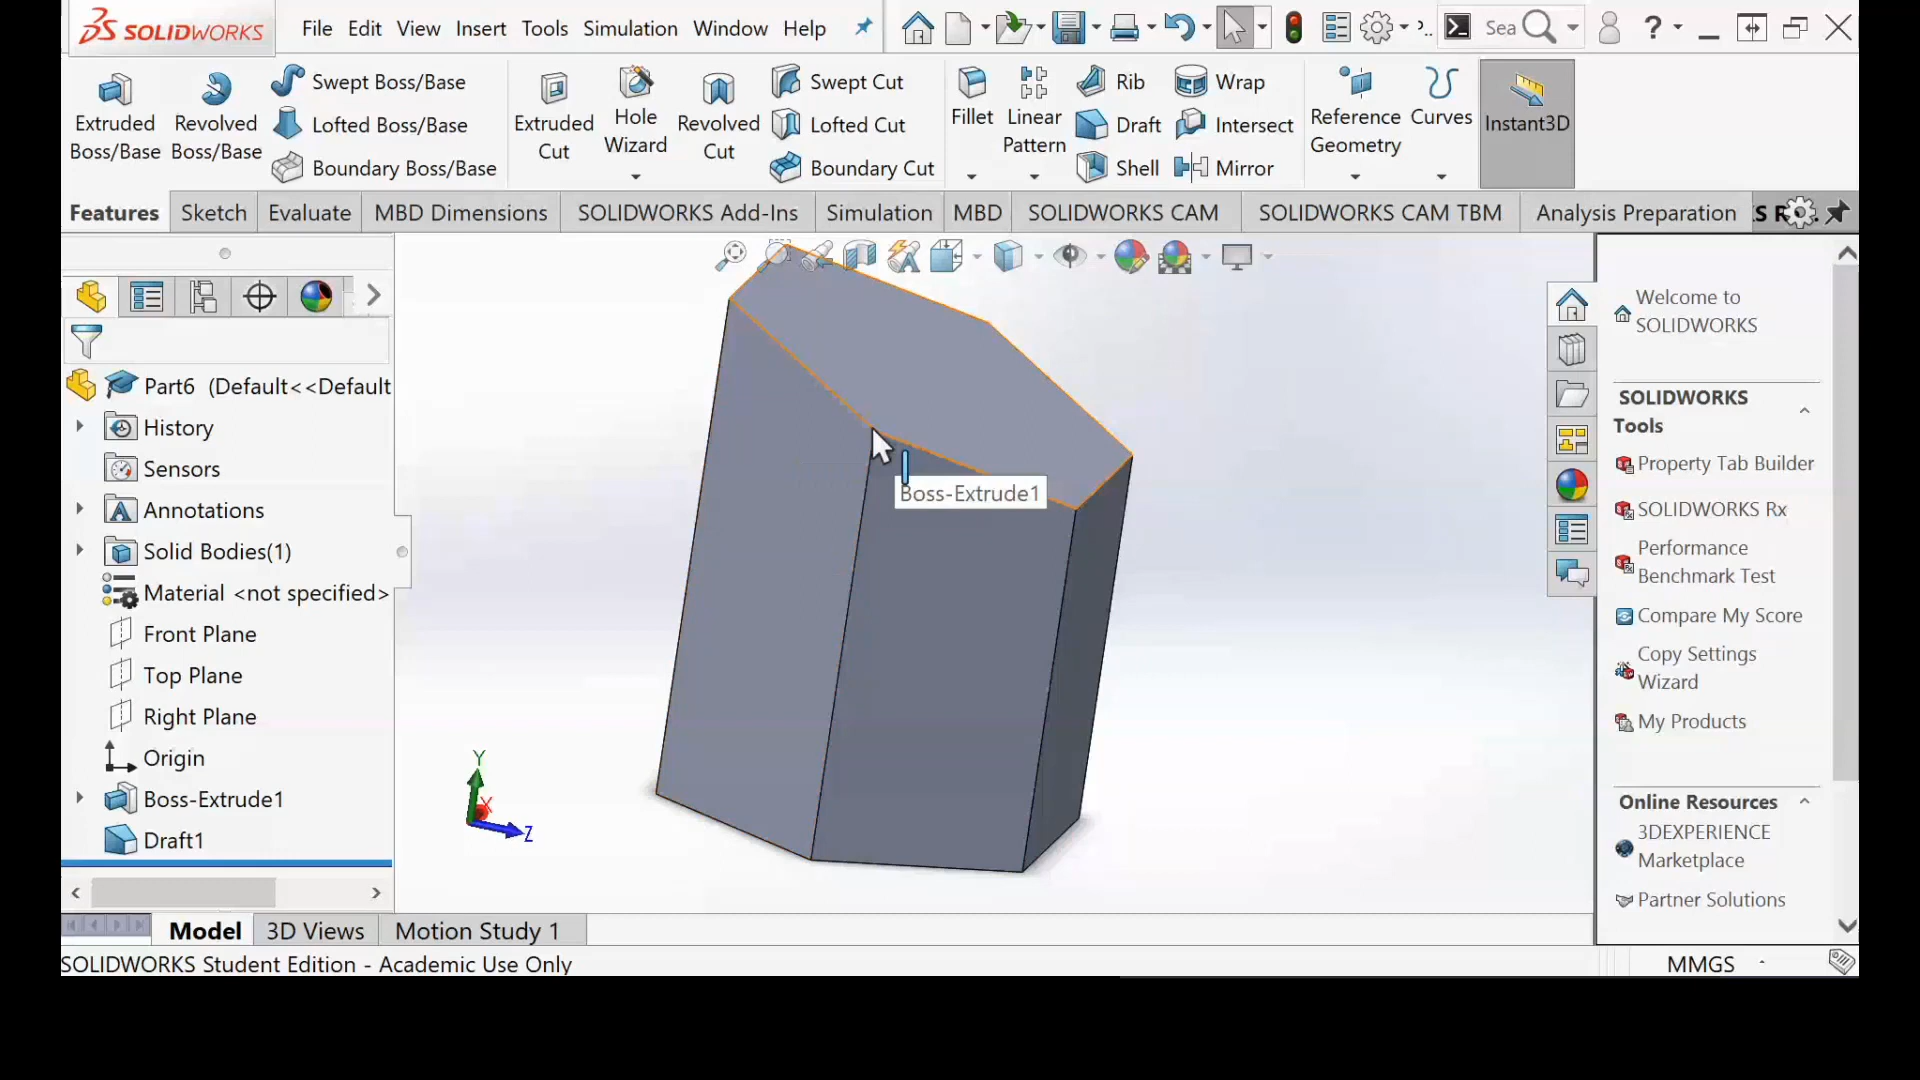 SOLIDWORKS
File Edit View Insert Tools Simulation Window Help
Sea
?
Extruded Boss/Base
Revolved Boss/Base
Swept Boss/Base
Lofted Boss/Base
Boundary Boss/Base
Extruded Cut
Hole Wizard
Revolved Cut
Swept Cut
Lofted Cut
Boundary Cut
Fillet
Linear Pattern
Rib
Draft
Shell
Wrap
Intersect
Mirror
Reference Geometry
Curves
Instant3D
Features Sketch Evaluate MBD Dimensions SOLIDWORKS Add-Ins Simulation MBD SOLIDWORKS CAM SOLIDWORKS CAM TBM Analysis Preparation
Part6 (Default<<Default
History
Sensors
Annotations
Solid Bodies(1)
Material <not specified>
Front Plane
Top Plane
Right Plane
Origin
Boss-Extrude1
Draft1
Boss-Extrude1
Y
X
Z
Welcome to
SOLIDWORKS
SOLIDWORKS
Tools
Property Tab Builder
SOLIDWORKS Rx
Performance
Benchmark Test
Compare My Score
Copy Settings
Wizard
My Products
Online Resources
3DEXPERIENCE
Marketplace
Partner Solutions
Model 3D Views Motion Study 1
SOLIDWORKS Student Edition - Academic Use Only
MMGS